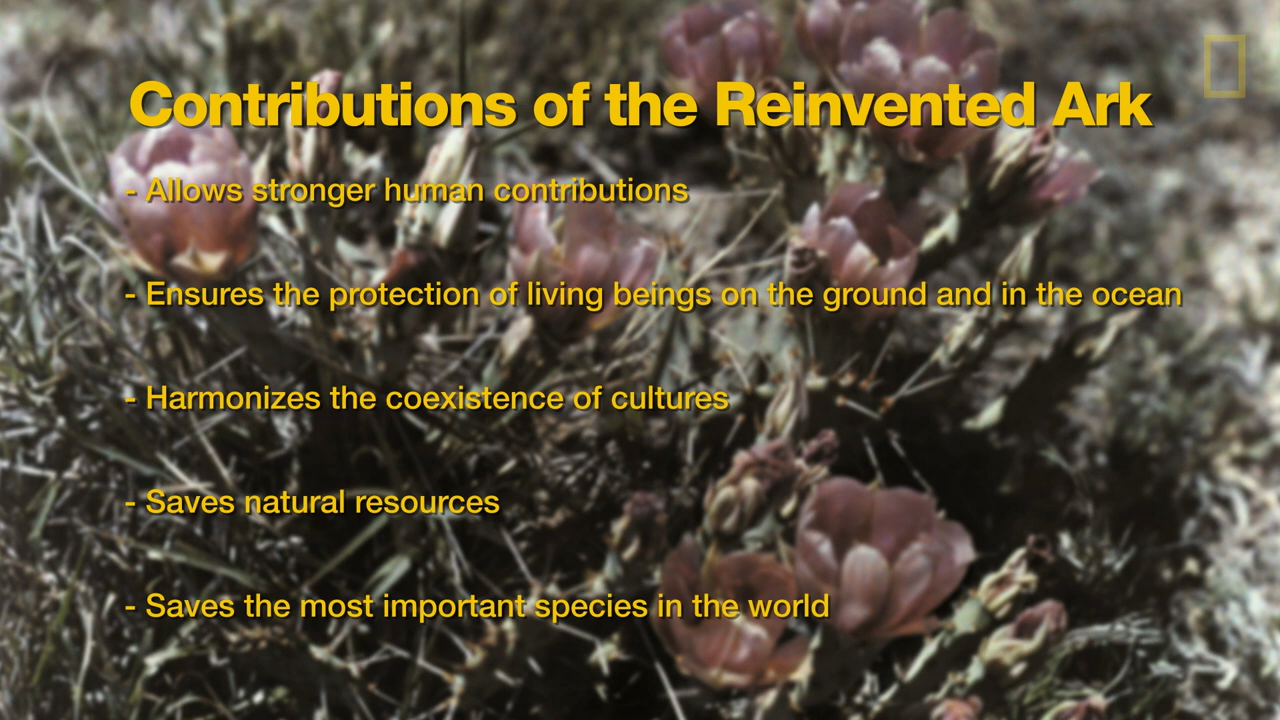 Contributions of the Reinvented Ark
- Allows stronger human contributions
- Ensures the protection of living beings on the ground and in the ocean
- Harmonizes the coexistence of cultures
- Saves natural resources
- Saves the most important species in the world